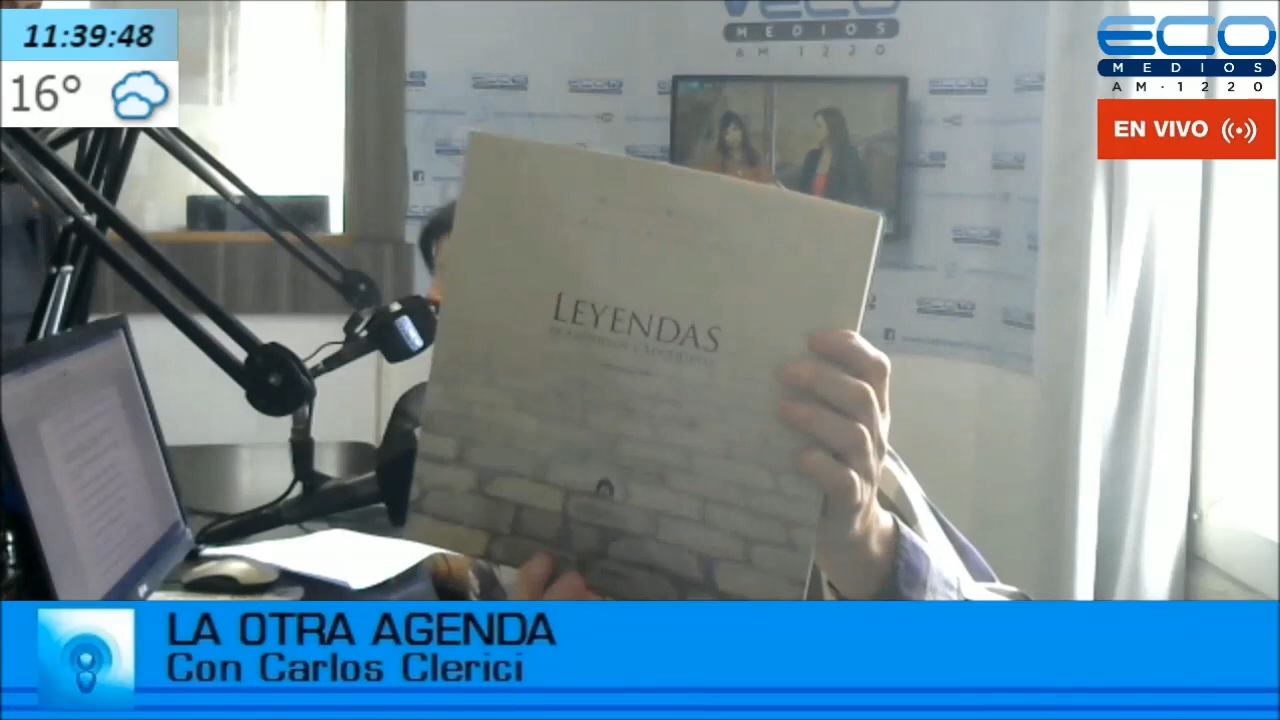 11:39:48
16°
ECO
MEDIOS
AM·1220
EN VIVO
ECO
MEDIOS
AM 1220
LEYENDAS
LA OTRA AGENDA
Con Carlos Clerici